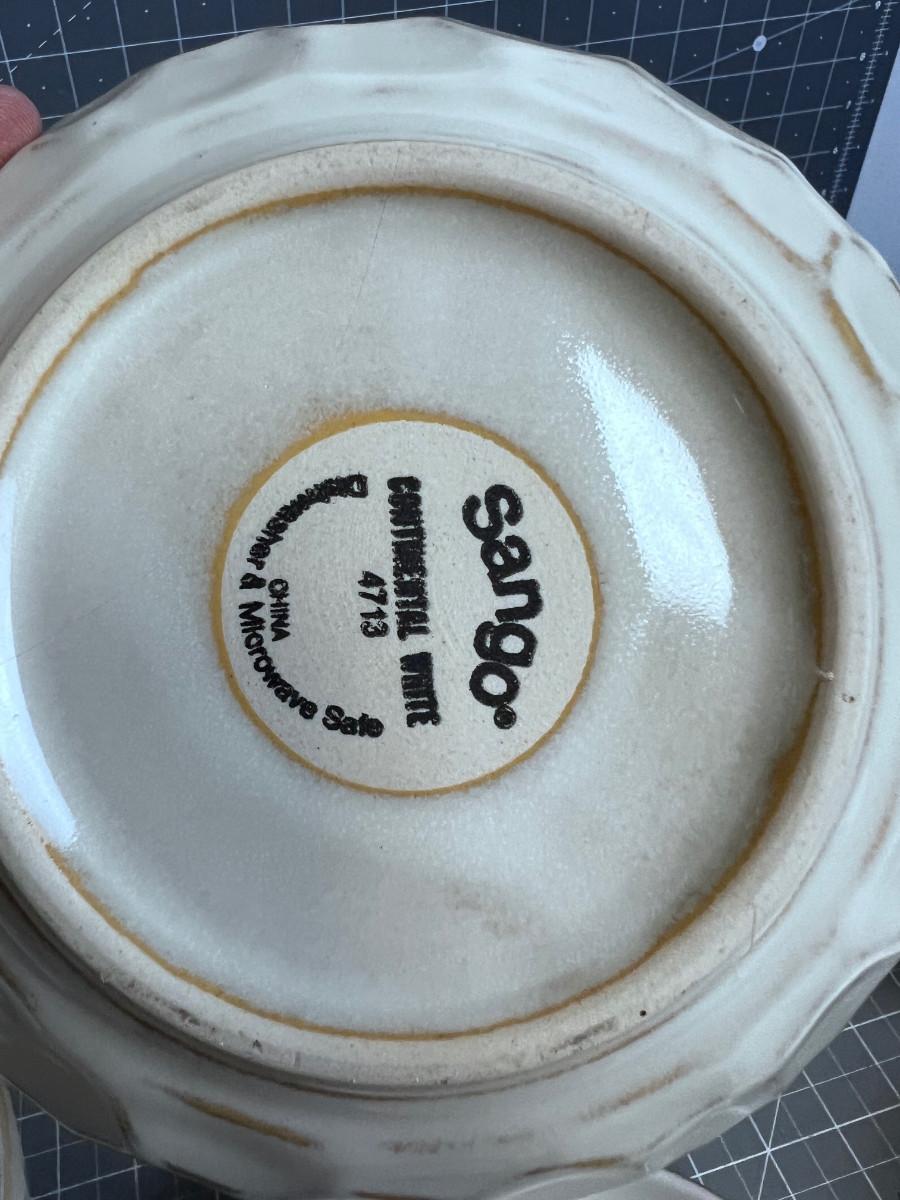 sango®
CONTINENTAL WHITE
4713
CHINA
Dishwasher & Microwave Safe